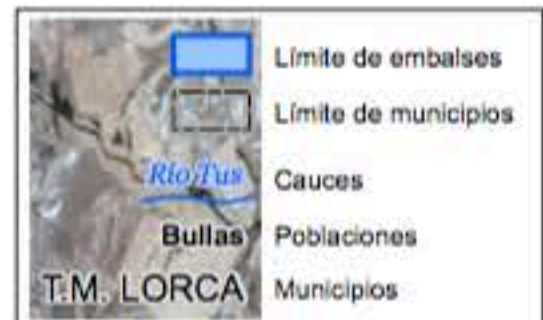 Límite de embalses
Límite de municipios
Río Tus Cauces
Bullas Poblaciones
T.M. LORCA Municipios